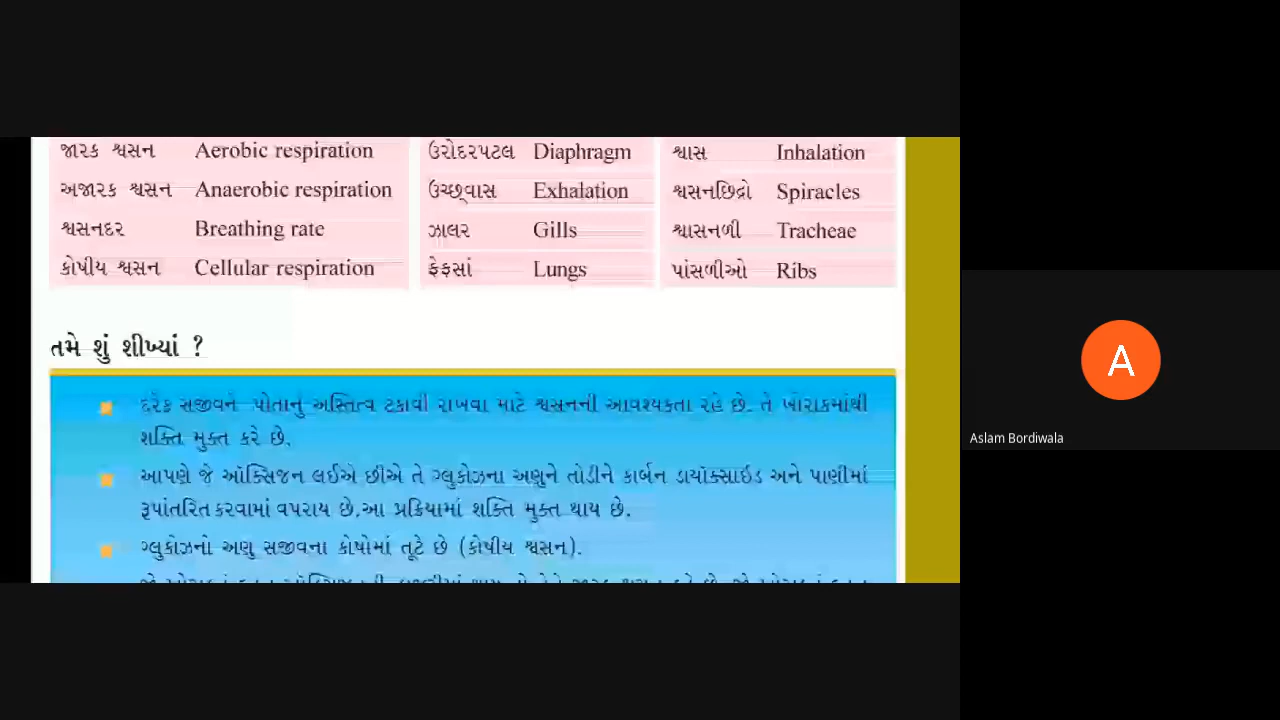 જારક શ્વસન Aerobic respiration ઉરોદરપટલ Diaphragm શ્વાસ Inhalation
અજારક શ્વસન Anaerobic respiration ઉચ્છ્વાસ Exhalation શ્વસનછિદ્રો Spiracles
શ્વસનદર Breathing rate ઝાલર Gills શ્વાસનળી Tracheae
કોષીય શ્વસન Cellular respiration ફેફસાં Lungs પાંસળીઓ Ribs
તમે શું શીખ્યાં ?
દરેક સજીવને પોતાનું અસ્તિત્વ ટકાવી રાખવા માટે શ્વસનની આવશ્યકતા રહે છે. તે ખોરાકમાંથી
શક્તિ મુક્ત કરે છે.
આપણે જે ઑક્સિજન લઈએ છીએ તે ગ્લુકોઝના અણુને તોડીને કાર્બન ડાયૉક્સાઈડ અને પાણીમાં
રૂપાંતરિત કરવામાં વપરાય છે.આ પ્રક્રિયામાં શક્તિ મુક્ત થાય છે.
ગ્લુકોઝનો અણુ સજીવના કોષોમાં તૂટે છે (કોષીય શ્વસન).
A
Aslam Bordiwala